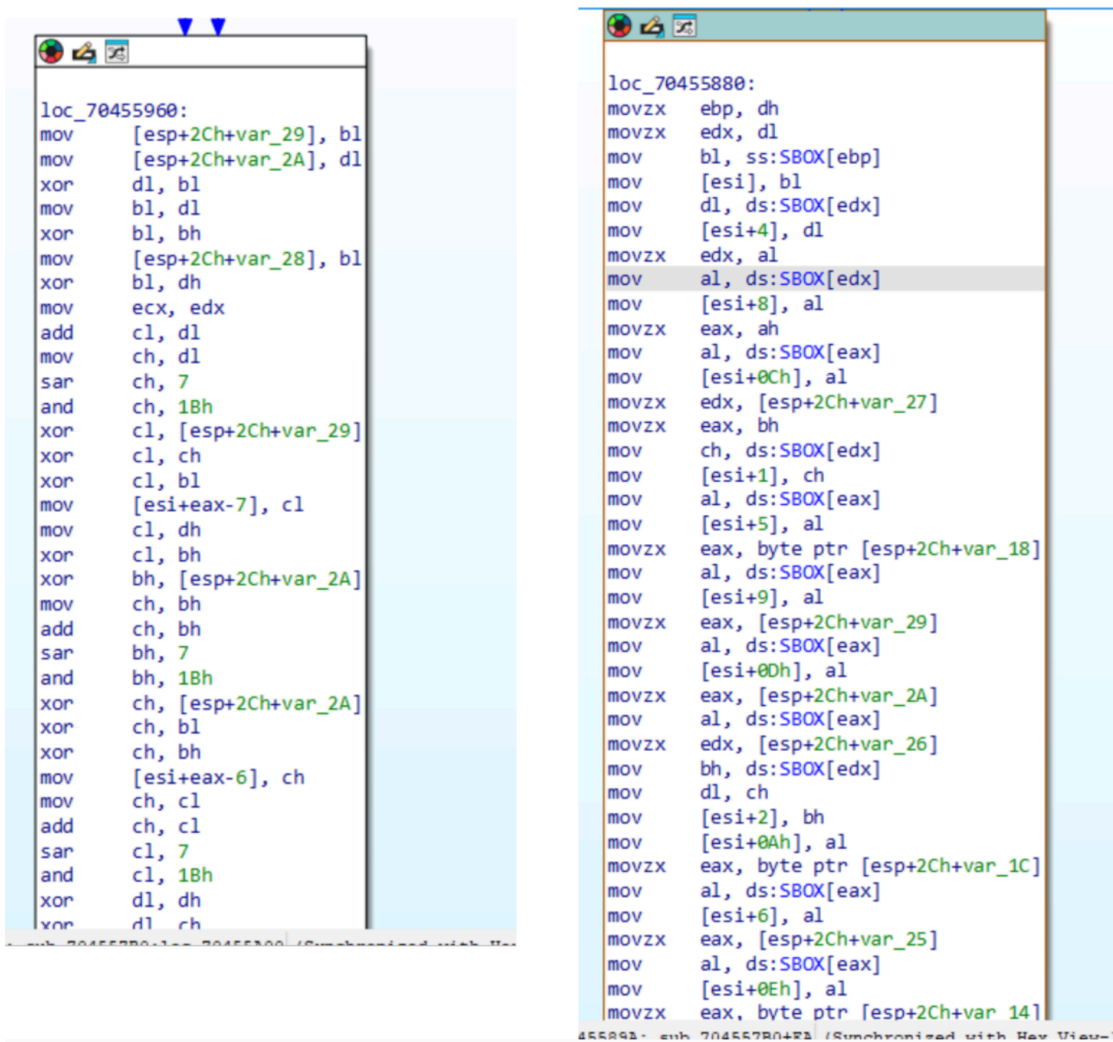 loc_70455960:
mov [esp+2Ch+var_29], bl
mov [esp+2Ch+var_2A], dl
xor dl, bl
mov bl, dl
xor bl, bh
mov [esp+2Ch+var_28], bl
xor bl, dh
mov ecx, edx
add cl, dl
mov ch, dl
sar ch, 7
and ch, 1Bh
xor cl, [esp+2Ch+var_29]
xor cl, ch
xor cl, bl
mov [esi+eax-7], cl
mov cl, dh
xor cl, bh
xor bh, [esp+2Ch+var_2A]
mov ch, bh
add ch, bh
sar bh, 7
and bh, 1Bh
xor ch, [esp+2Ch+var_2A]
xor ch, bl
xor ch, bh
mov [esi+eax-6], ch
mov ch, cl
add ch, cl
sar cl, 7
and cl, 1Bh
xor dl, dh
xor dl, ch
loc_70455880:
movzx ebp, dh
movzx edx, dl
mov bl, ss:SBOX[ebp]
mov [esi], bl
mov dl, ds:SBOX[edx]
mov [esi+4], dl
movzx edx, al
mov al, ds:SBOX[edx]
mov [esi+8], al
movzx eax, ah
mov al, ds:SBOX[eax]
mov [esi+0Ch], al
movzx edx, [esp+2Ch+var_27]
movzx eax, bh
mov ch, ds:SBOX[edx]
mov [esi+1], ch
mov al, ds:SBOX[eax]
mov [esi+5], al
movzx eax, byte ptr [esp+2Ch+var_18]
mov al, ds:SBOX[eax]
mov [esi+9], al
movzx eax, [esp+2Ch+var_29]
mov al, ds:SBOX[eax]
mov [esi+0Dh], al
movzx eax, [esp+2Ch+var_2A]
mov al, ds:SBOX[eax]
movzx edx, [esp+2Ch+var_26]
mov bh, ds:SBOX[edx]
mov dl, ch
mov [esi+2], bh
mov [esi+0Ah], al
movzx eax, byte ptr [esp+2Ch+var_1C]
mov al, ds:SBOX[eax]
mov [esi+6], al
movzx eax, [esp+2Ch+var_25]
mov al, ds:SBOX[eax]
mov [esi+0Eh], al
movzx eax, byte ptr [esp+2Ch+var_14]
(Synchronized with Hex View-